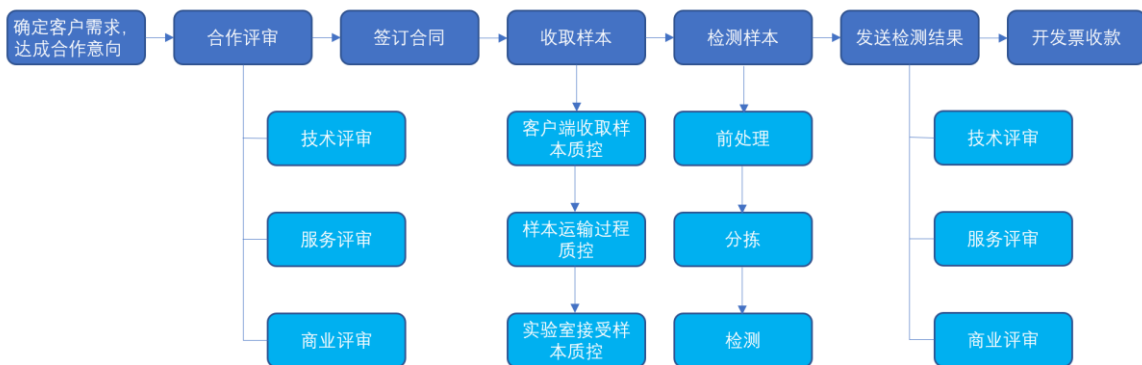 确定客户需求，
达成合作意向
合作评审
签订合同
收取样本
检测样本
发送检测结果
开发票收款
技术评审
客户端收取样
本质控
前处理
技术评审
服务评审
样本运输过程
质控
分拣
服务评审
商业评审
实验室接受样
本质控
检测
商业评审